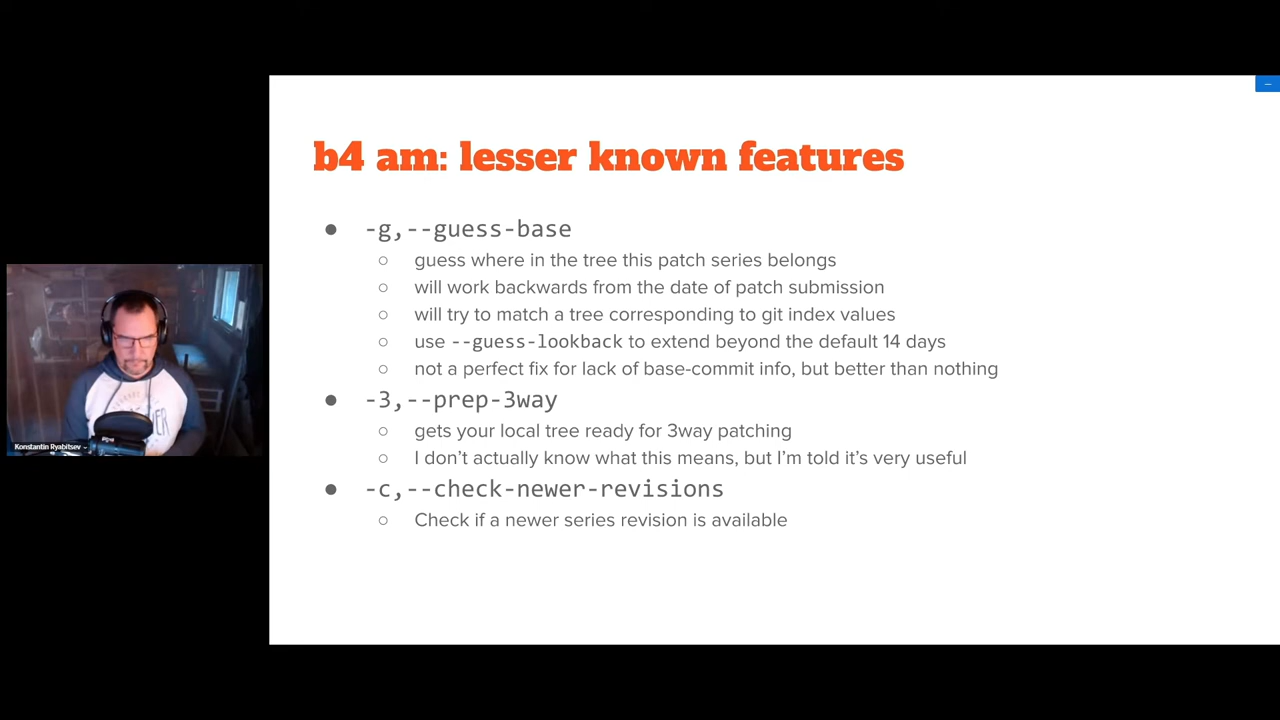 b4 am: lesser known features
● -g,--guess-base
○ guess where in the tree this patch series belongs
○ will work backwards from the date of patch submission
○ will try to match a tree corresponding to git index values
○ use --guess-lookback to extend beyond the default 14 days
○ not a perfect fix for lack of base-commit info, but better than nothing
● -3,--prep-3way
○ gets your local tree ready for 3way patching
○ I don’t actually know what this means, but I’m told it’s very useful
● -c,--check-newer-revisions
○ Check if a newer series revision is available
Konstantin Ryabitsev